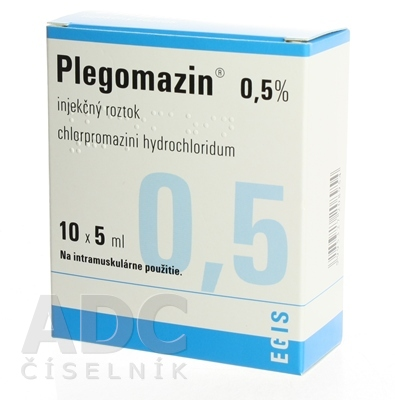 Plegomazin® 0,5%
injekčný roztok
chlorpromazini hydrochloridum
0,5
10 x 5 ml
Na intramuskulárne použitie.
EGIS
ADC
ČÍSELNÍK